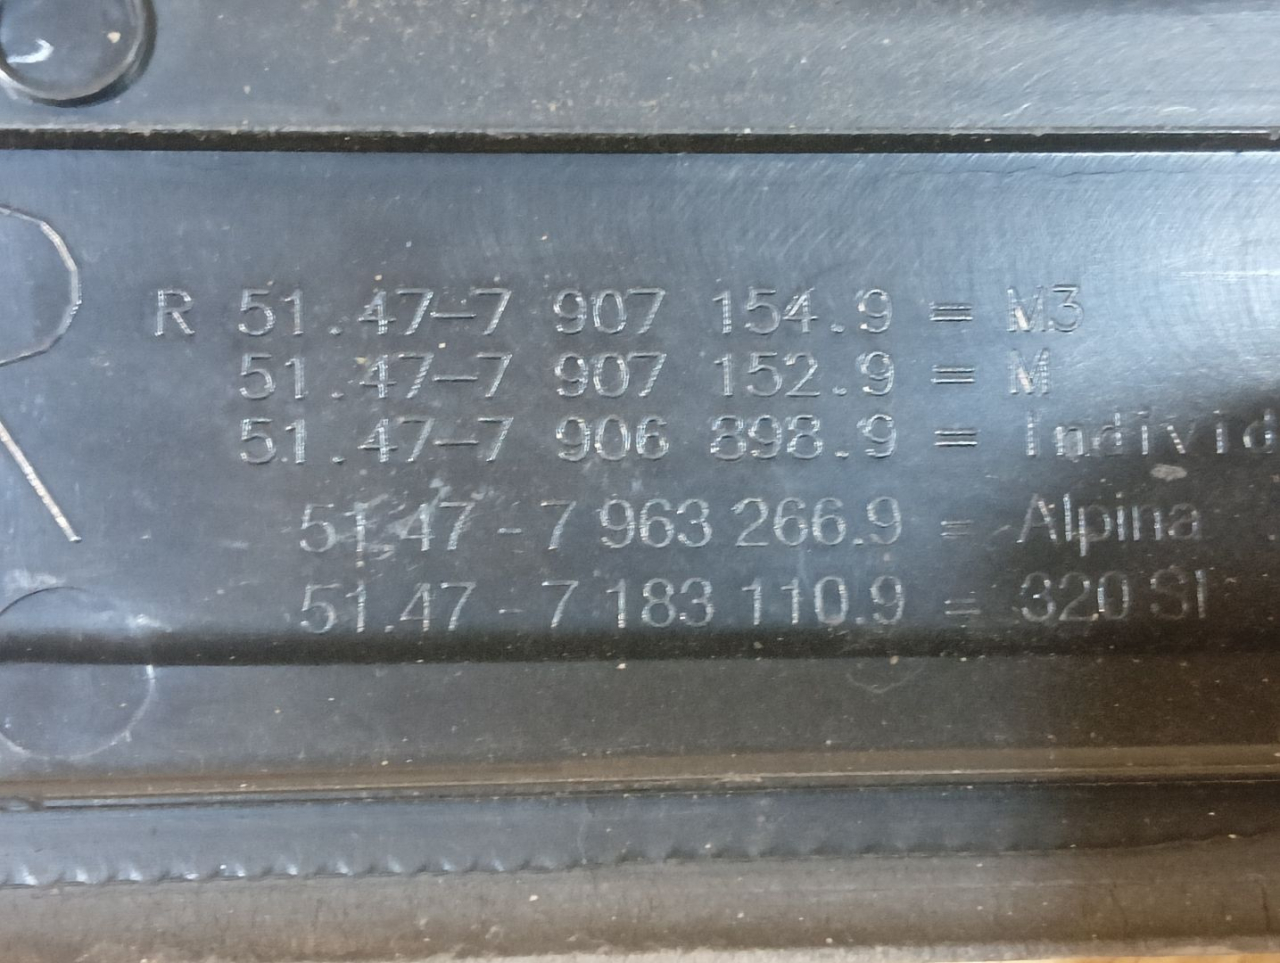 R 51.47-7 907 154.9 = M3
51.47-7 907 152.9 = M
51.47-7 906 898.9 = Individ
51.47-7 963 266.9 = Alpina
51.47-7 183 110.9 = 320 SI